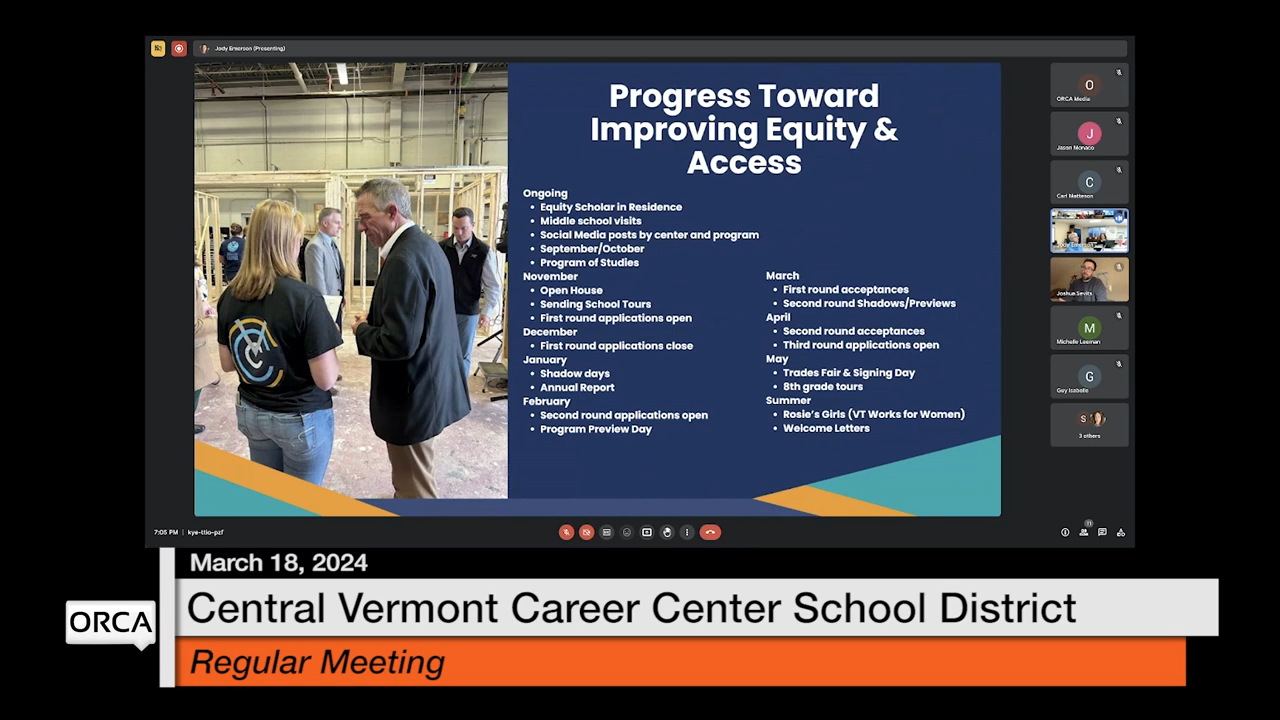 Jody Emerson (Presenting)
Progress Toward
Improving Equity &
Access
Ongoing
• Equity Scholar in Residence
• Middle school visits
• Social Media posts by center and program
• September/October
• Program of Studies
November
• Open House
• Sending School Tours
• First round applications open
December
• First round applications close
January
• Shadow days
• Annual Report
February
• Second round applications open
• Program Preview Day
March
• First round acceptances
• Second round Shadows/Previews
April
• Second round acceptances
• Third round applications open
May
• Trades Fair & Signing Day
• 8th grade tours
Summer
• Rosie's Girls (VT Works for Women)
• Welcome Letters
O
ORCA Media
J
Jason Monaco
C
Carl Matteson
Jody Emerson
Joshua Sevits
M
Michelle Leeman
G
Guy Isabelle
S
3 others
7:05 PM | kye-ttio-pzf
11
March 18, 2024
ORCA
Central Vermont Career Center School District
Regular Meeting